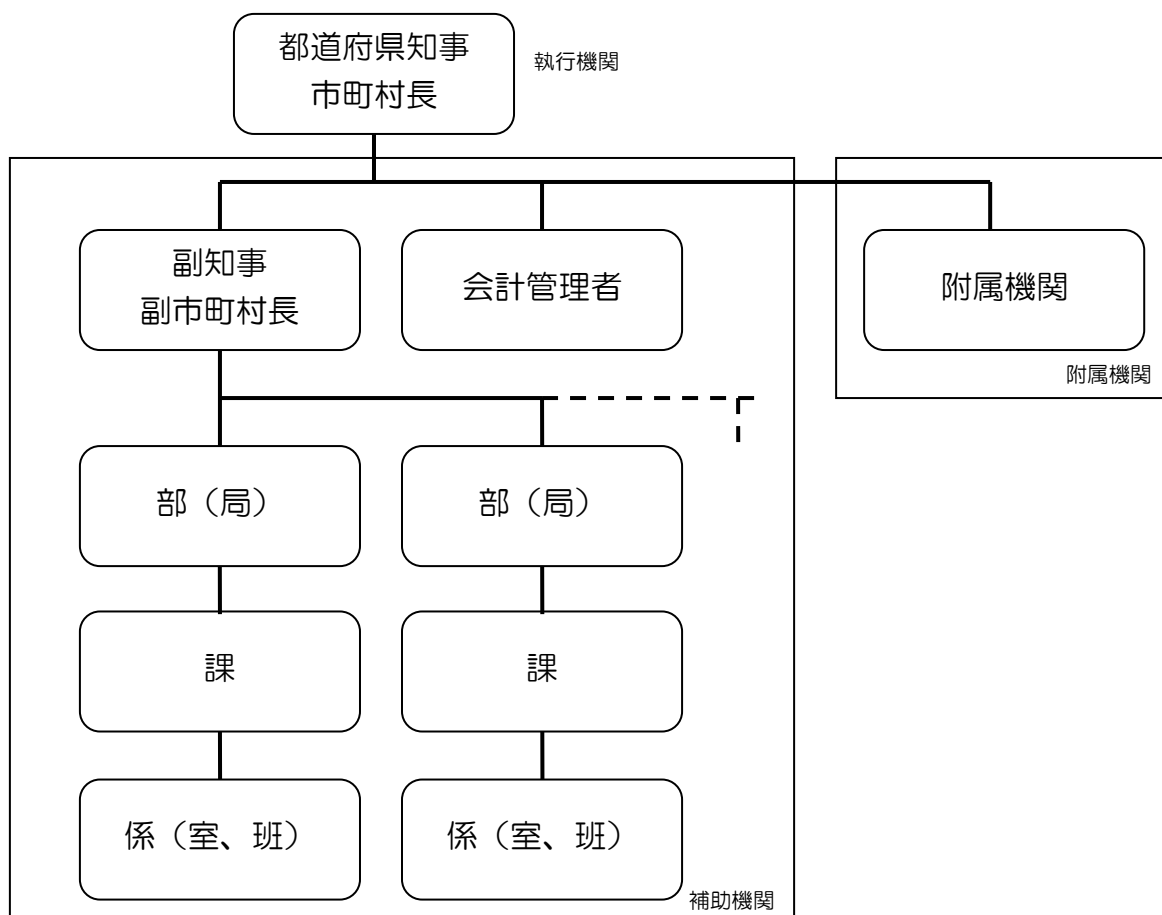 都道府県知事
市町村長
執行機関
副知事
副市町村長
会計管理者
附属機関
附属機関
部（局）
部（局）
課
課
係（室、班）
係（室、班）
補助機関